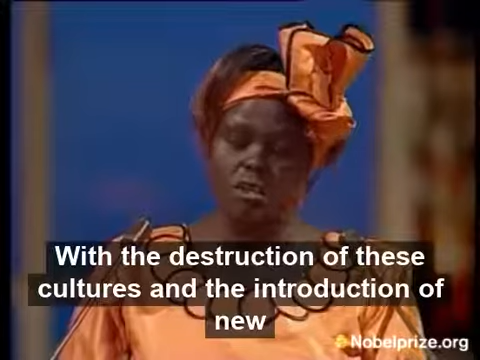 With the destruction of these
cultures and the introduction of
new
Nobelprize.org